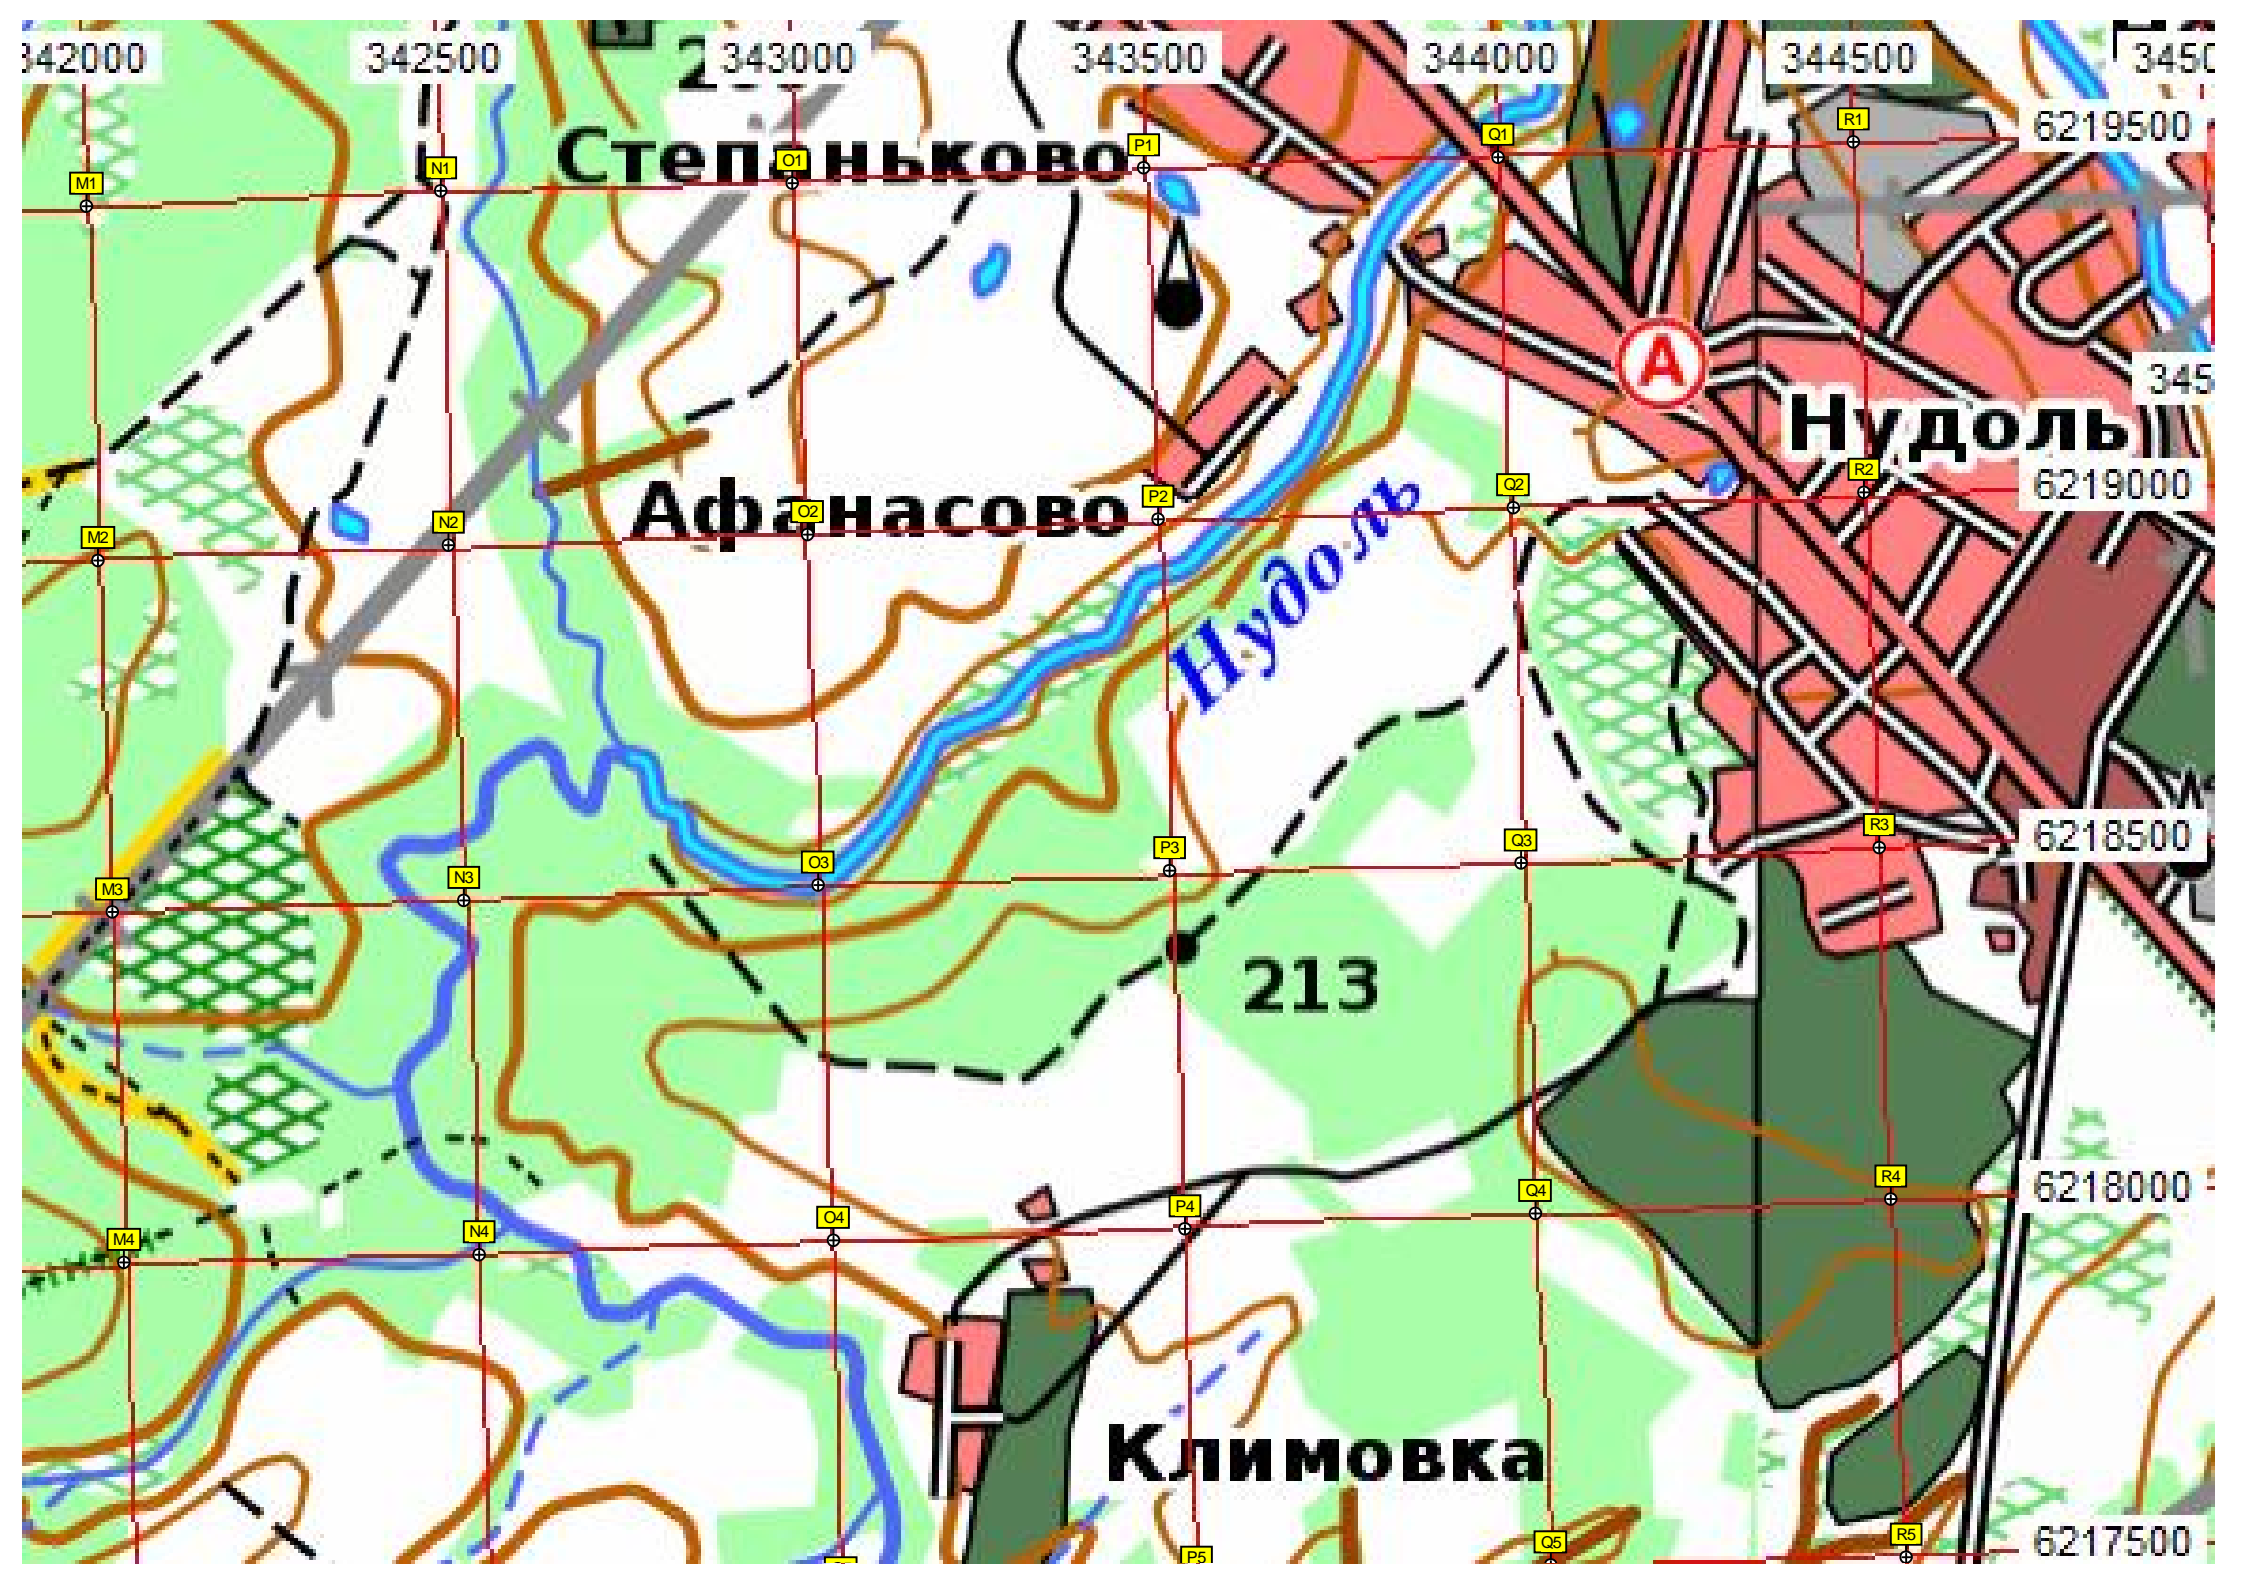 342000 342500 343000 343500 344000 344500
6219500
M1 N1 O1 P1 Q1 R1
Степаньково
А
Нудоль
6219000
M2 N2 O2 P2 Q2 R2
Афанасово
Нудоль
6218500
M3 N3 O3 P3 Q3 R3
213
6218000
M4 N4 O4 P4 Q4 R4
Климовка
6217500
P5 Q5 R5